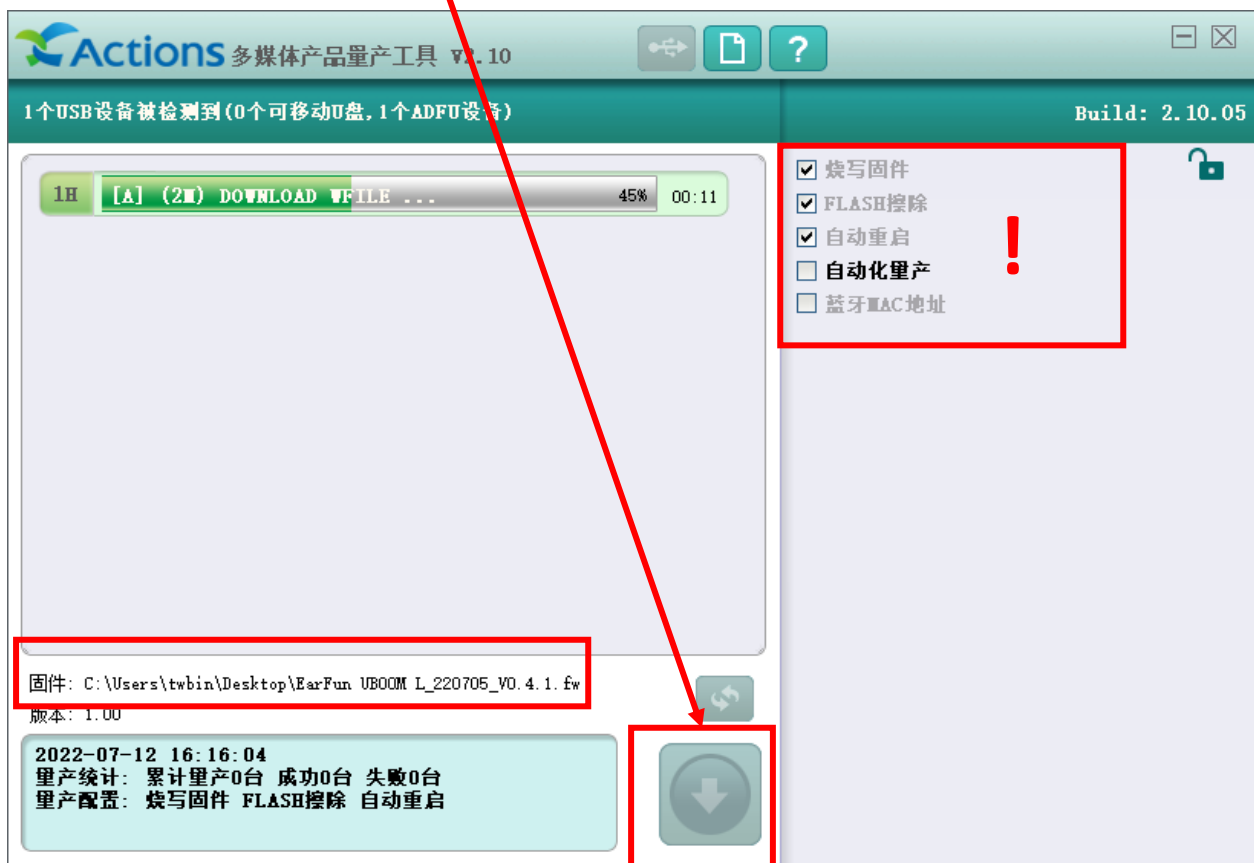 Actions 多媒体产品量产工具 V2.10
?
1个USB设备被检测到(0个可移动U盘,1个ADFU设备)
Build: 2.10.05
1H [A] (2M) DOWNLOAD WFILE ... 45% 00:11
烧写固件
FLASH擦除
自动重启
自动化量产
蓝牙MAC地址
!
固件: C:\Users\twbin\Desktop\EarFun UBOOM L_220705_V0.4.1.fw
版本: 1.00
2022-07-12 16:16:04
量产统计: 累计量产0台 成功0台 失败0台
量产配置: 烧写固件 FLASH擦除 自动重启